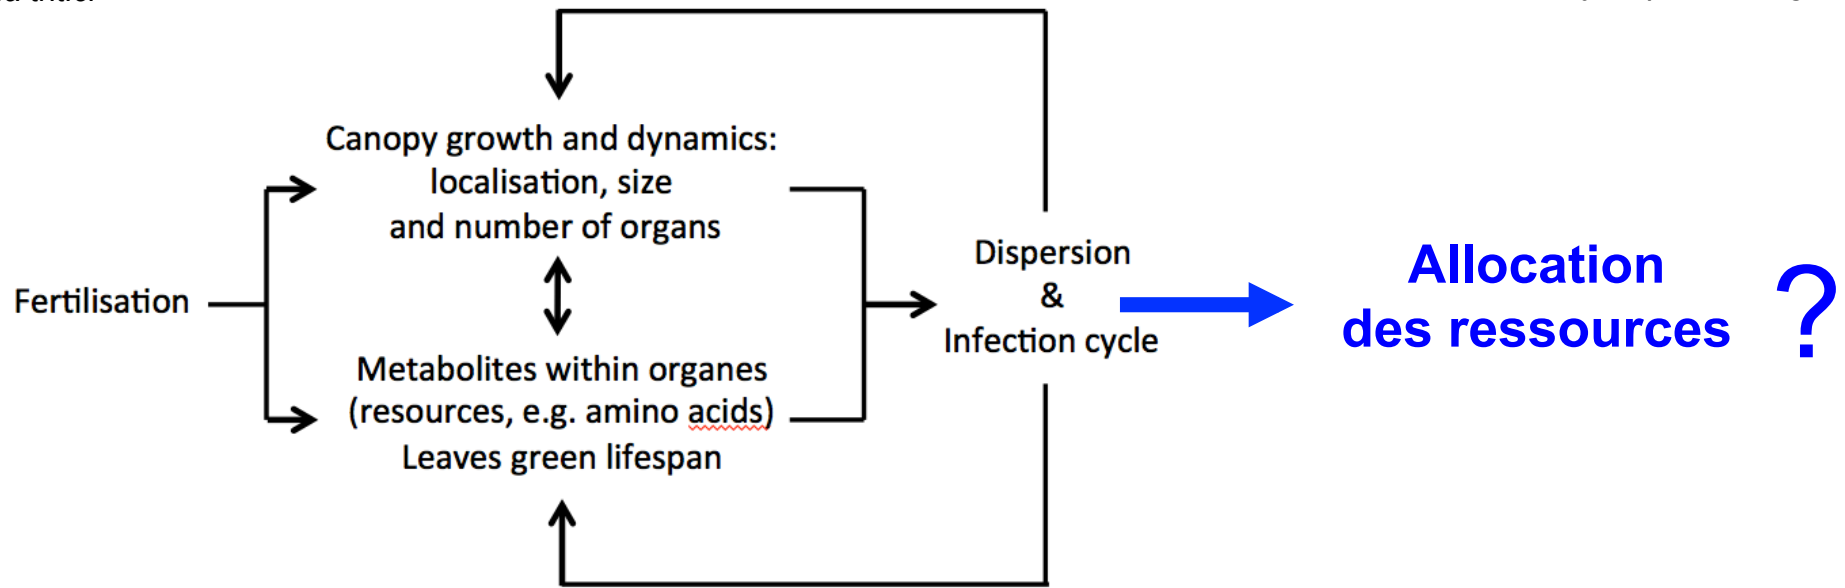 Canopy growth and dynamics:
localisation, size
and number of organs
Fertilisation
Metabolites within organes
(resources, e.g. amino acids)
Leaves green lifespan
Dispersion
&
Infection cycle
Allocation
des ressources
?